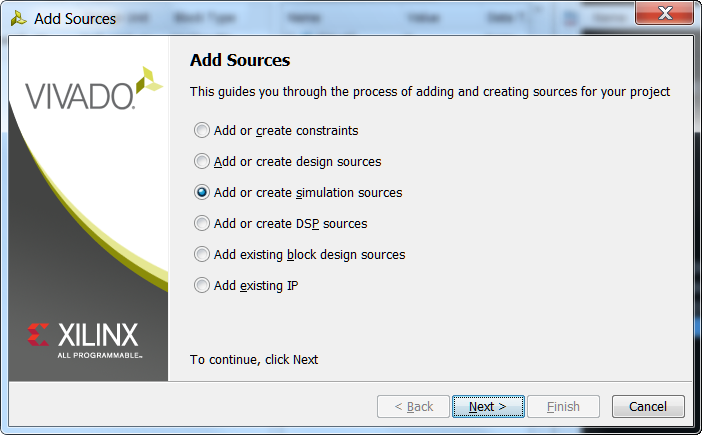 Add Sources
VIVADO.
Add Sources
This guides you through the process of adding and creating sources for your project
Add or create constraints
Add or create design sources
Add or create simulation sources
Add or create DSP sources
Add existing block design sources
Add existing IP
XILINX
ALL PROGRAMMABLE™
To continue, click Next
< Back
Next >
Finish
Cancel